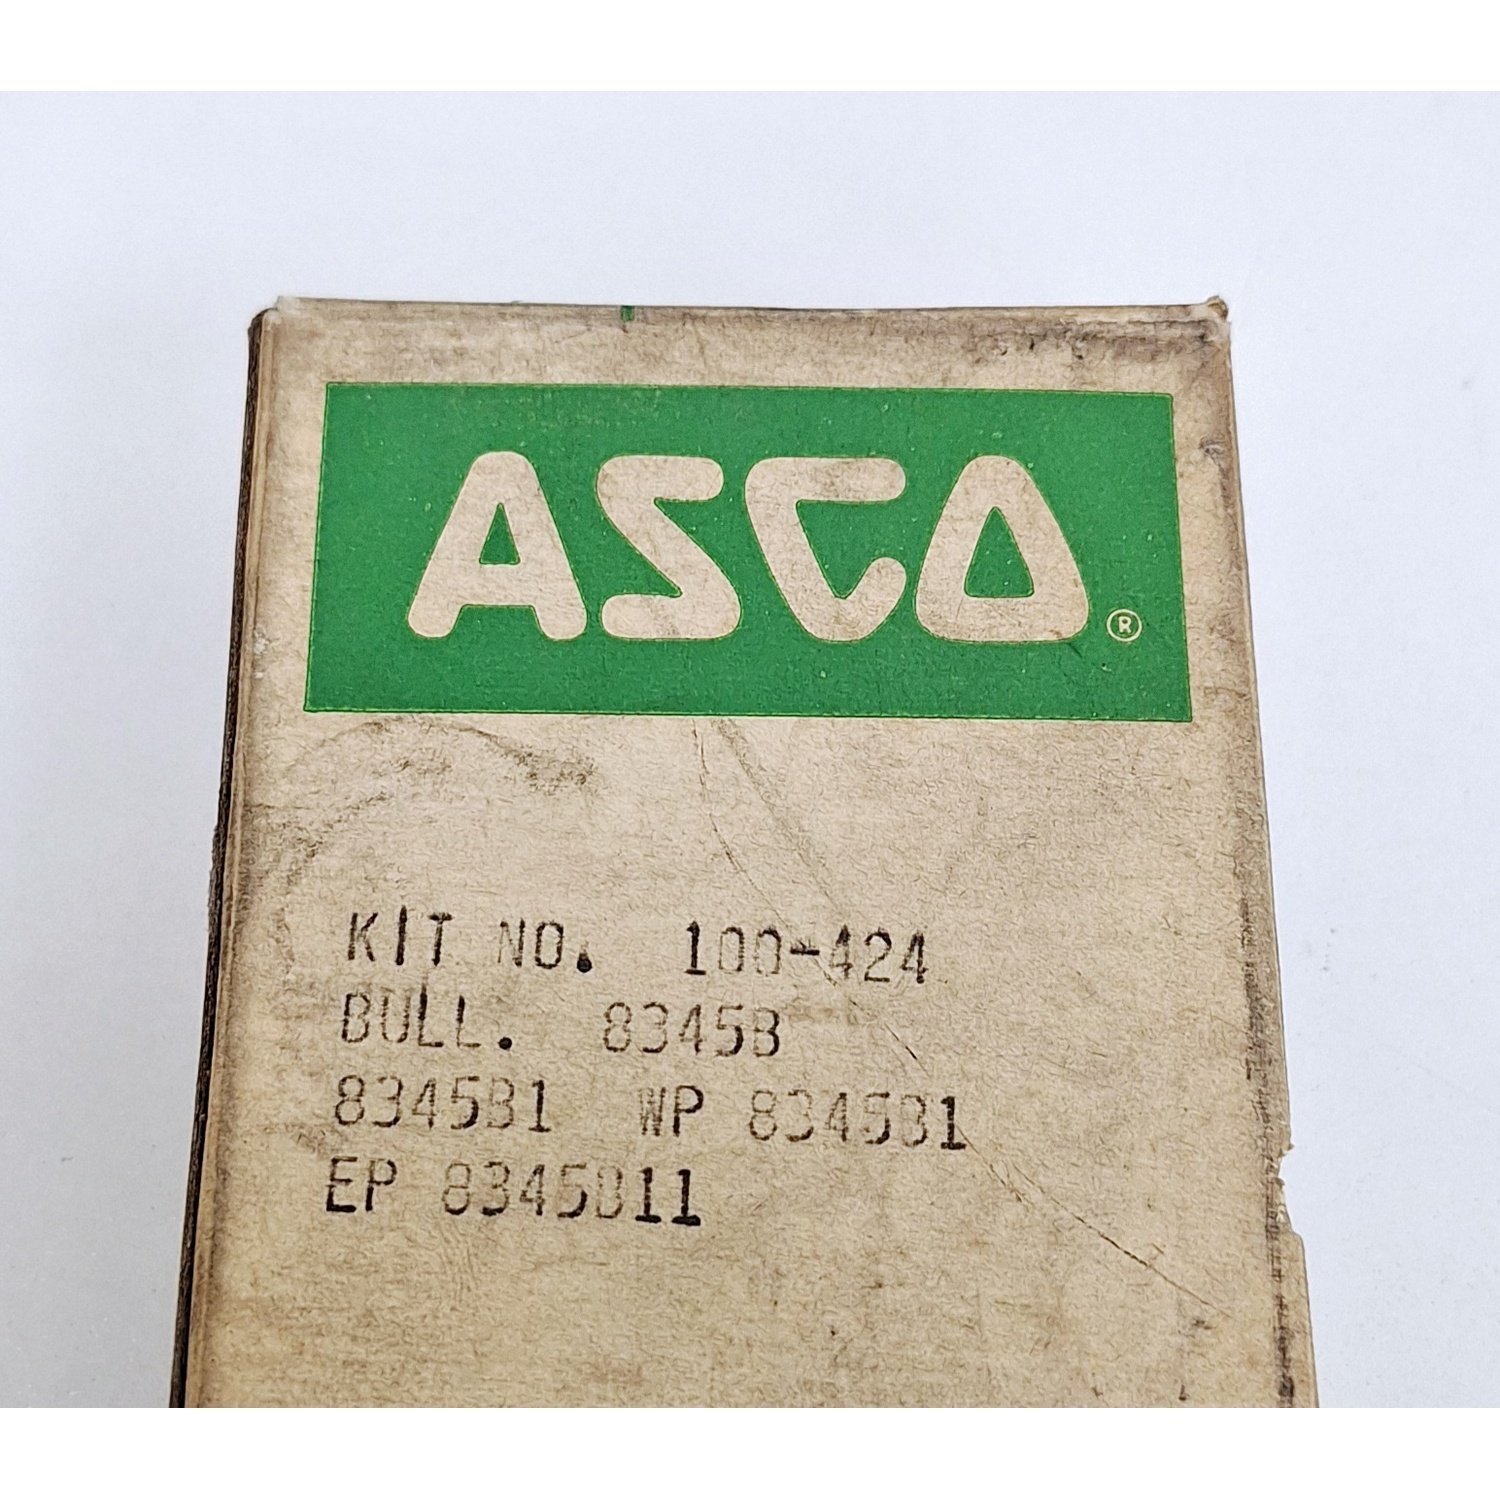 ASCO®
KIT NO. 100-424
BULL. 8345B
8345B1 WP 8345B1
EP 8345B11